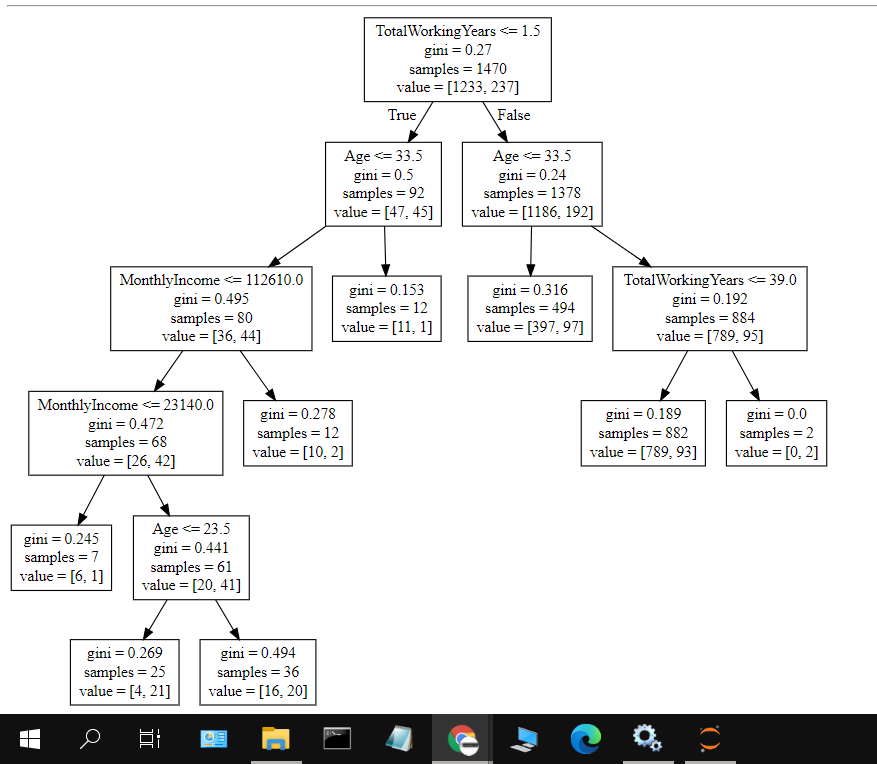 TotalWorkingYears <= 1.5
gini = 0.27
samples = 1470
value = [1233, 237]
True
False
Age <= 33.5
gini = 0.5
samples = 92
value = [47, 45]
Age <= 33.5
gini = 0.24
samples = 1378
value = [1186, 192]
MonthlyIncome <= 112610.0
gini = 0.495
samples = 80
value = [36, 44]
gini = 0.153
samples = 12
value = [11, 1]
gini = 0.316
samples = 494
value = [397, 97]
TotalWorkingYears <= 39.0
gini = 0.192
samples = 884
value = [789, 95]
MonthlyIncome <= 23140.0
gini = 0.472
samples = 68
value = [26, 42]
gini = 0.278
samples = 12
value = [10, 2]
gini = 0.189
samples = 882
value = [789, 93]
gini = 0.0
samples = 2
value = [0, 2]
gini = 0.245
samples = 7
value = [6, 1]
Age <= 23.5
gini = 0.441
samples = 61
value = [20, 41]
gini = 0.269
samples = 25
value = [4, 21]
gini = 0.494
samples = 36
value = [16, 20]